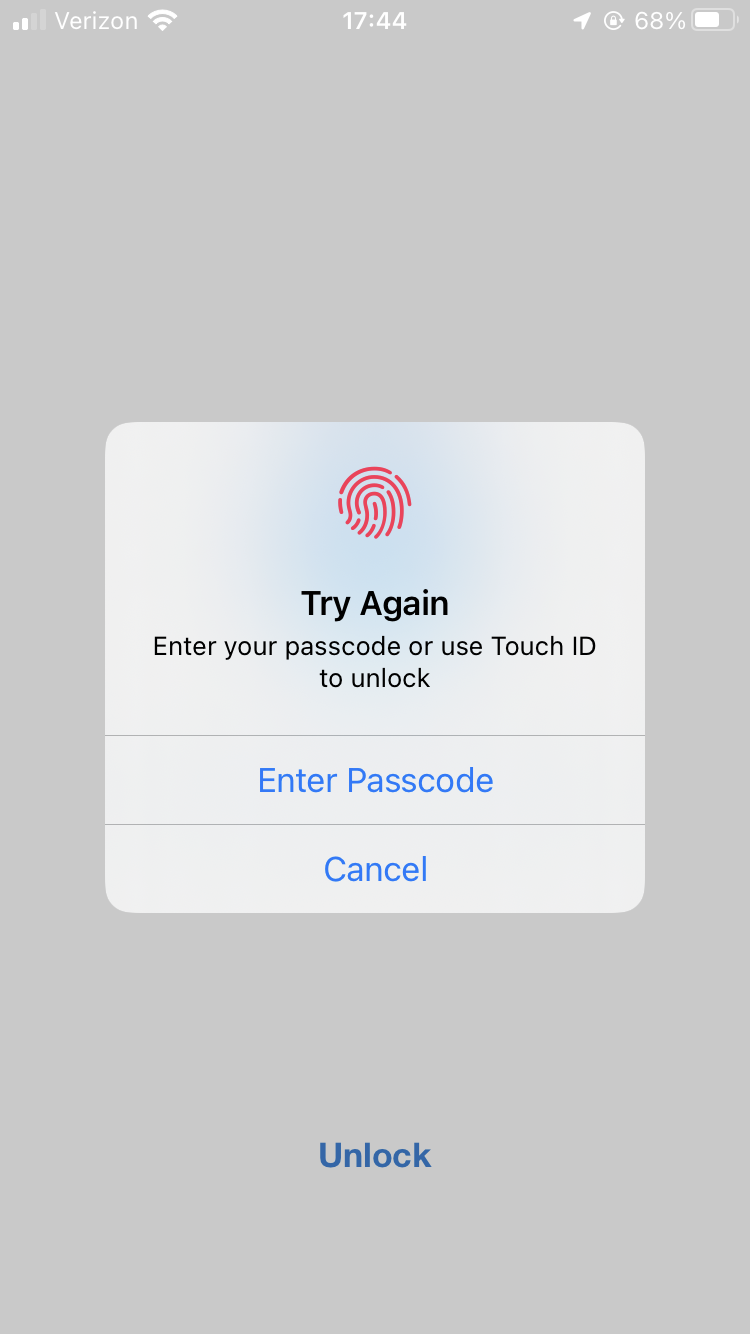 Verizon 17:44 68%
Try Again
Enter your passcode or use Touch ID
to unlock
Enter Passcode
Cancel
Unlock